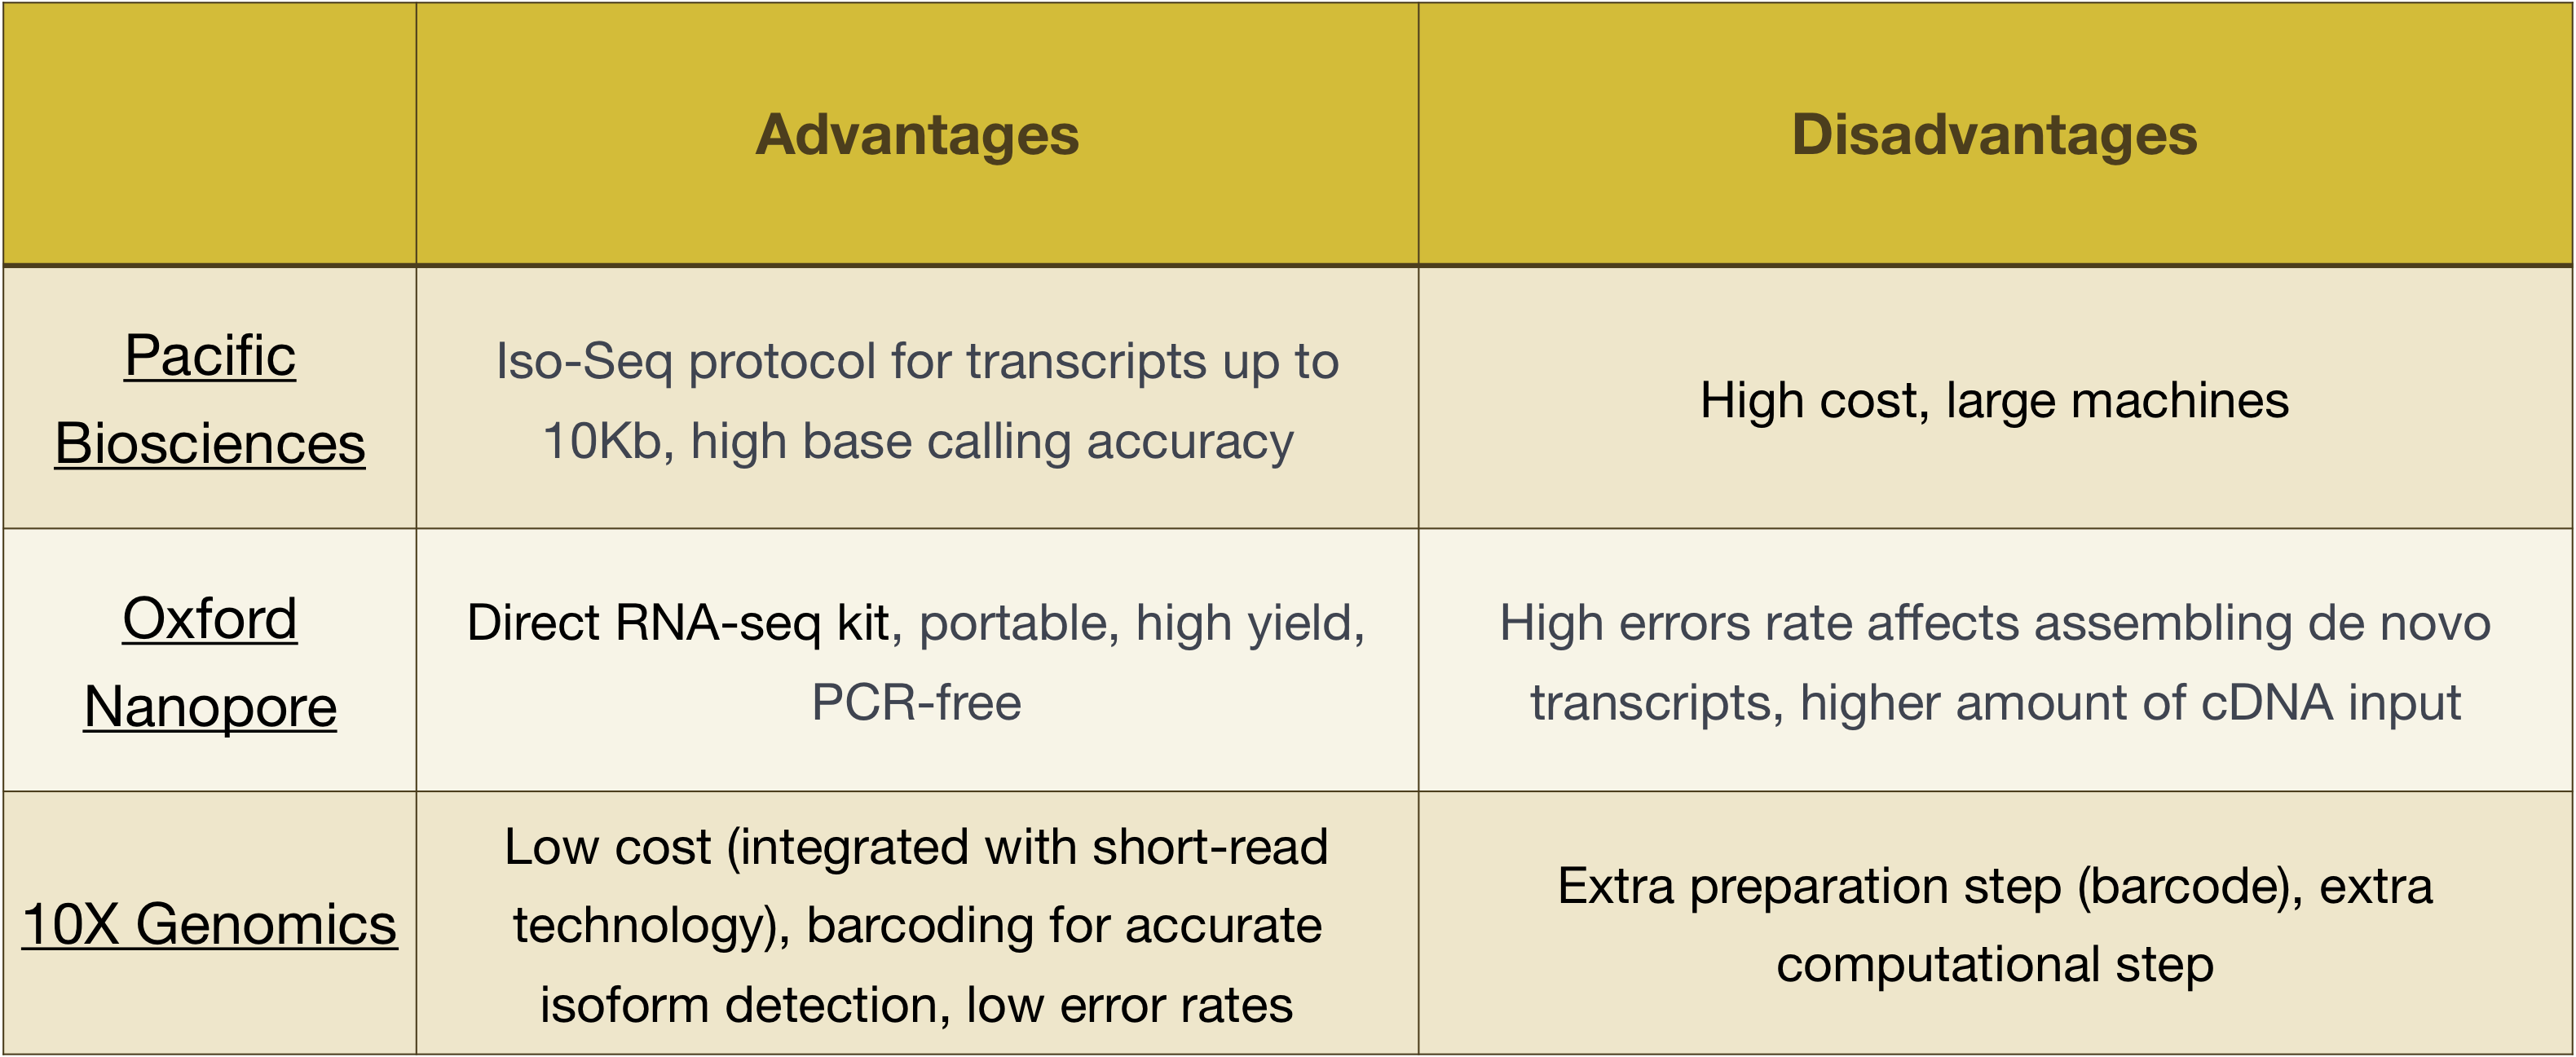 Advantages
Disadvantages
Pacific
Biosciences
Iso-Seq protocol for transcripts up to
10Kb, high base calling accuracy
High cost, large machines
Oxford
Nanopore
Direct RNA-seq kit, portable, high yield,
PCR-free
High errors rate affects assembling de novo
transcripts, higher amount of cDNA input
10X Genomics
Low cost (integrated with short-read
technology), barcoding for accurate
isoform detection, low error rates
Extra preparation step (barcode), extra
computational step